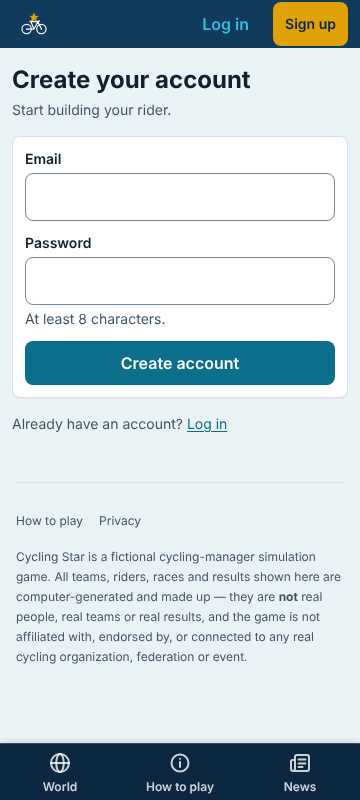 Log in
Sign up
Create your account
Start building your rider.
Email
Password
At least 8 characters.
Create account
Already have an account? Log in
How to play
Privacy
Cycling Star is a fictional cycling-manager simulation
game. All teams, riders, races and results shown here are
computer-generated and made up — they are not real
people, real teams or real results, and the game is not
affiliated with, endorsed by, or connected to any real
cycling organization, federation or event.
World
How to play
News